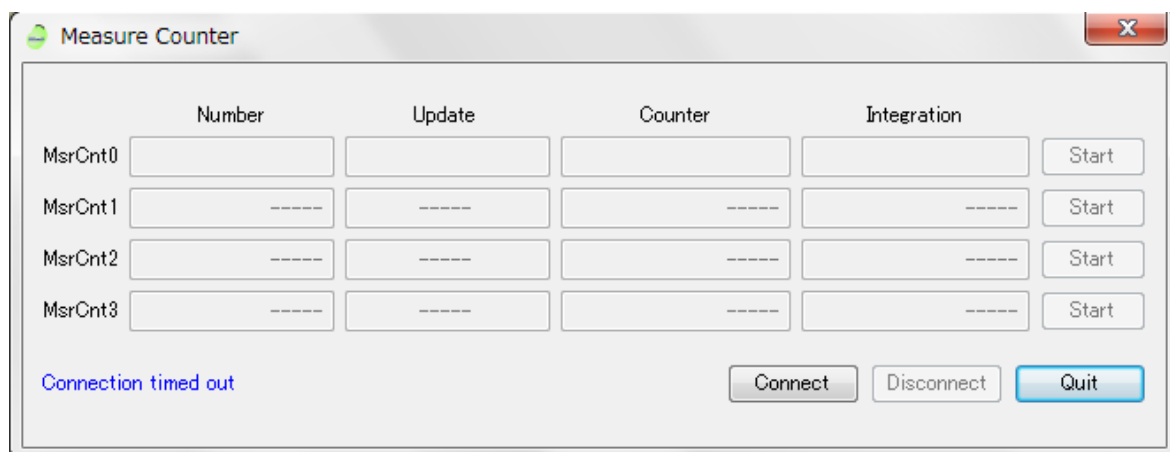 Measure Counter
Number Update Counter Integration
MsrCnt0 Start
MsrCnt1 ----- ----- ----- ----- Start
MsrCnt2 ----- ----- ----- ----- Start
MsrCnt3 ----- ----- ----- ----- Start
Connection timed out Connect Disconnect Quit